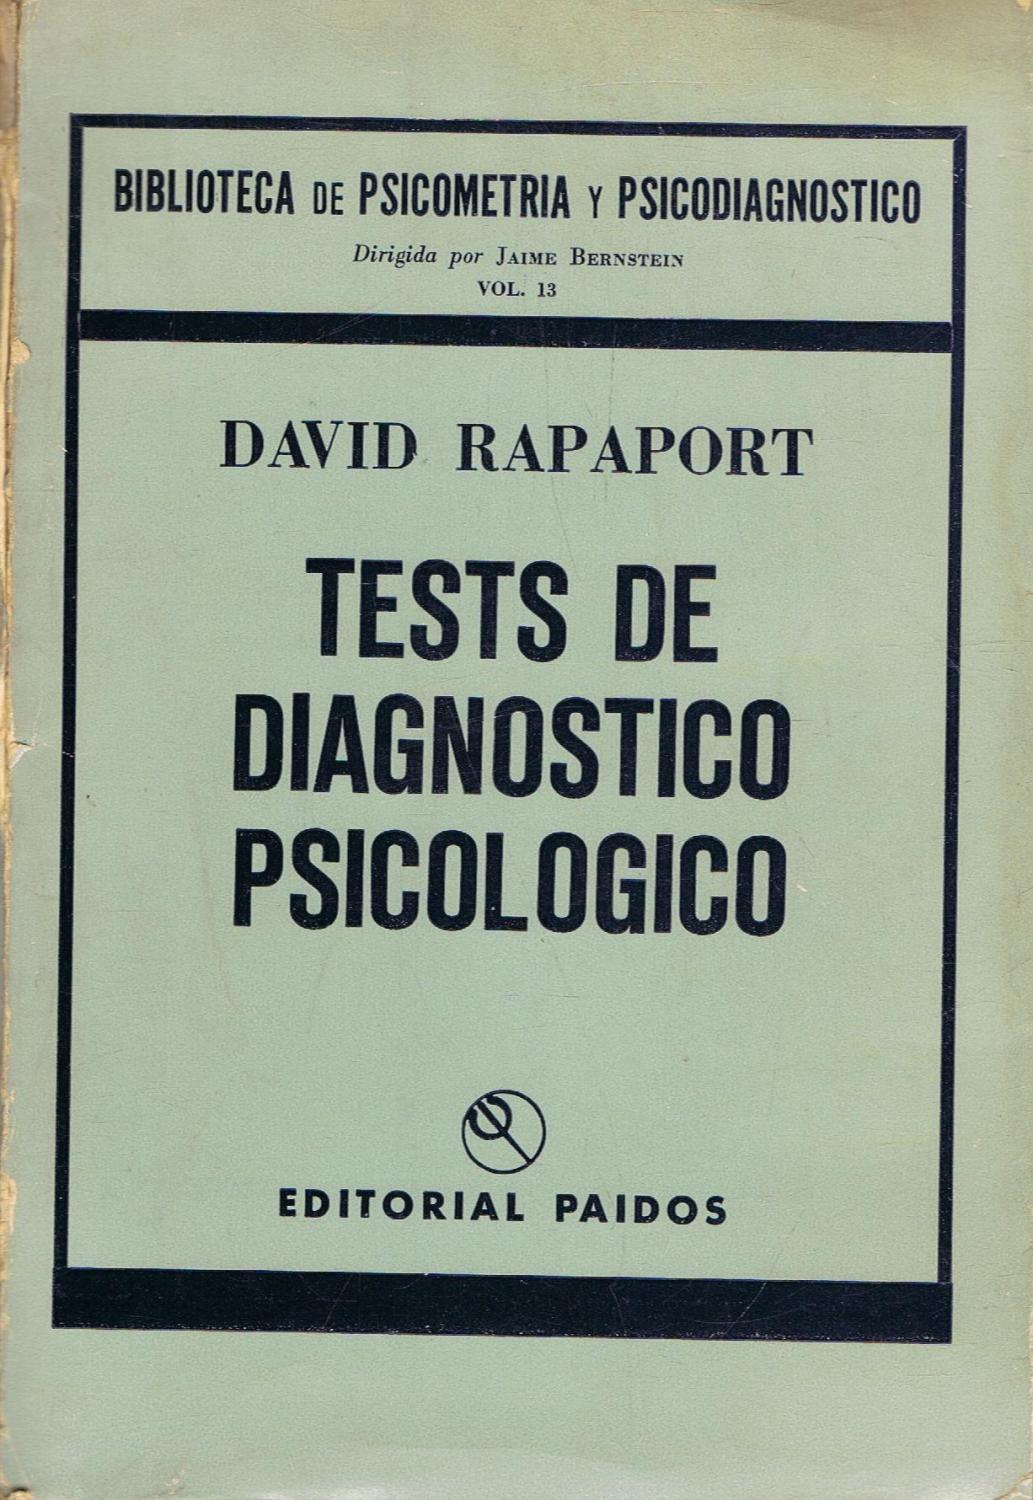 BIBLIOTECA DE PSICOMETRIA Y PSICODIAGNOSTICO
Dirigida por JAIME BERNSTEIN
VOL. 13
DAVID RAPAPORT
TESTS DE
DIAGNOSTICO
PSICOLOGICO
EDITORIAL PAIDOS